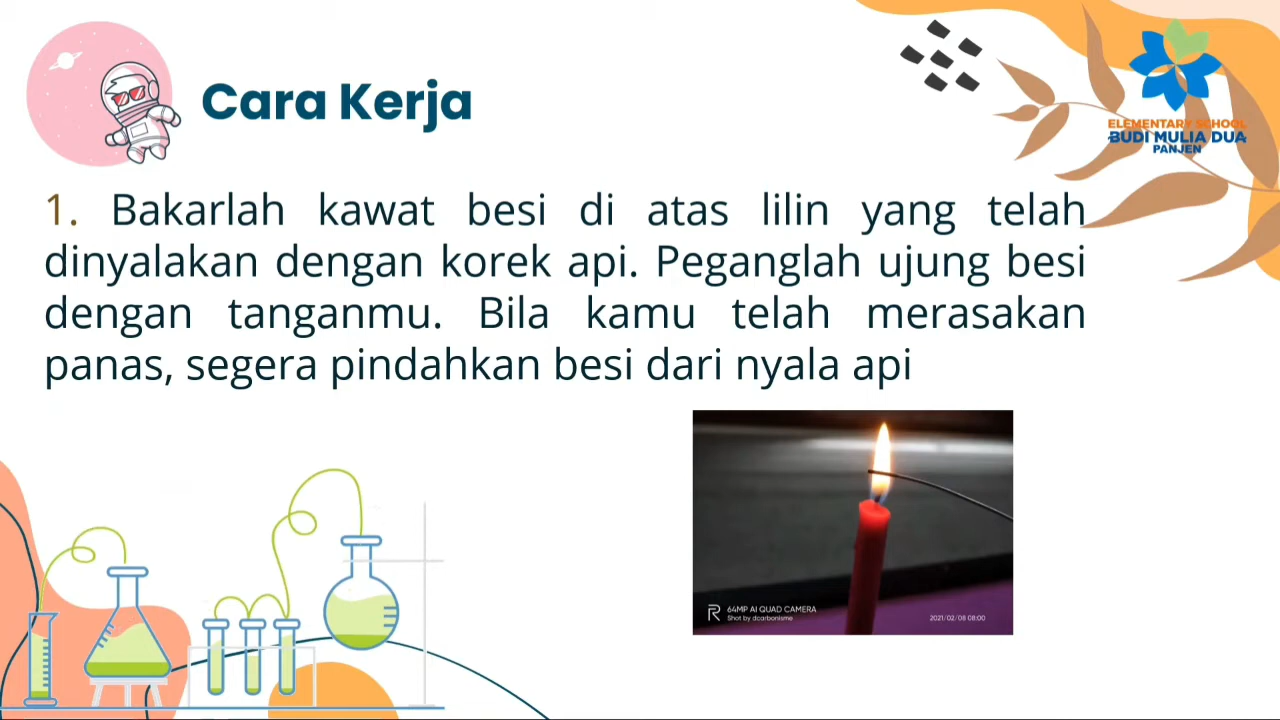 Cara Kerja
ELEMENTARY SCHOOL
BUDI MULIA DUA
PANJEN
1. Bakarlah kawat besi di atas lilin yang telah
dinyalakan dengan korek api. Peganglah ujung besi
dengan tanganmu. Bila kamu telah merasakan
panas, segera pindahkan besi dari nyala api
R 64MP AI QUAD CAMERA
Shot by dcarbonisme
2021/02/08 08:00